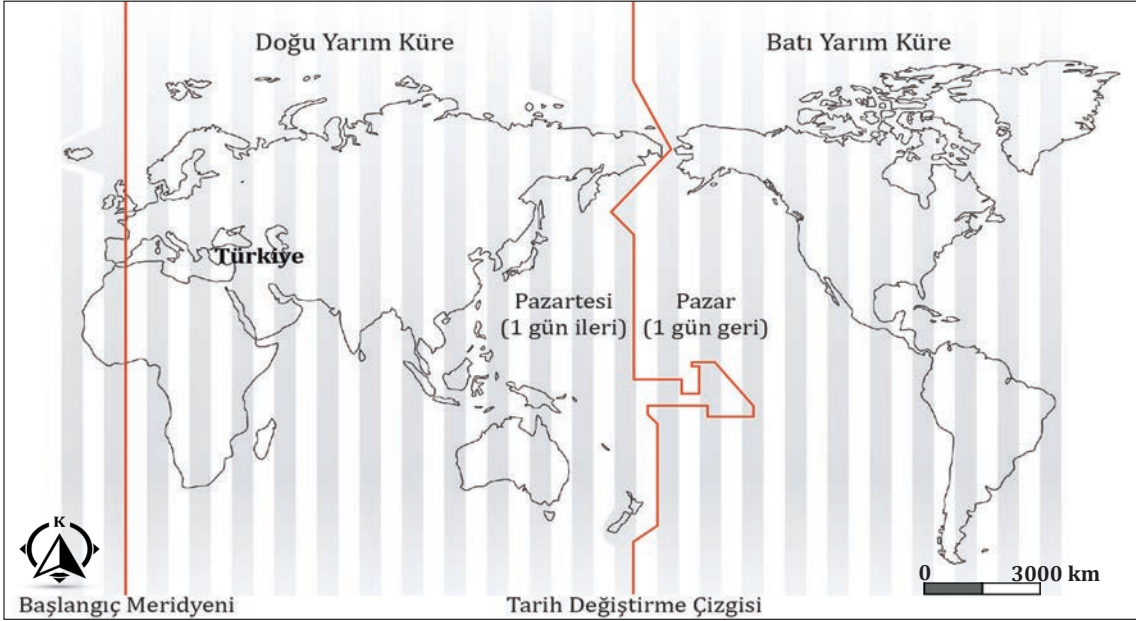 Doğu Yarım Küre
Batı Yarım Küre
Türkiye
Pazartesi
(1 gün ileri)
Pazar
(1 gün geri)
K
0 3000 km
Başlangıç Meridyeni
Tarih Değiştirme Çizgisi